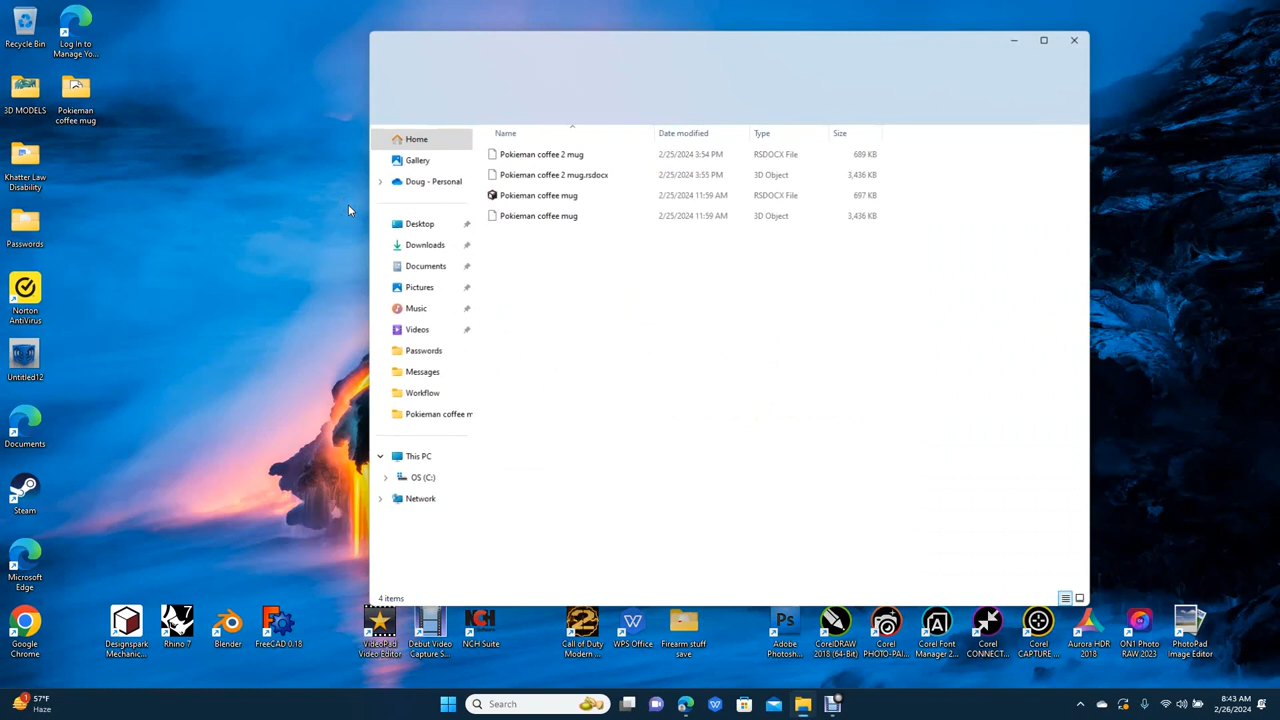 Recycle Bin
Log in to
Manage Yo...
3D MODELS
Pokieman
coffee mug
Khatter Law
Disability
Passwords
Norton
AntiVirus
Untitled12
Documents
Steam
Microsoft
Edge
Google
Chrome
Home
Gallery
Doug - Personal
Desktop
Downloads
Documents
Pictures
Music
Videos
Passwords
Messages
Workflow
Pokieman coffee m
This PC
OS (C:)
Network
Name Date modified Type Size
Pokieman coffee 2 mug 2/25/2024 3:54 PM RSDOCX File 689 KB
Pokieman coffee 2 mug.rsdocx 2/25/2024 3:55 PM 3D Object 3,436 KB
Pokieman coffee mug 2/25/2024 11:59 AM RSDOCX File 697 KB
Pokieman coffee mug 2/25/2024 11:59 AM 3D Object 3,436 KB
4 items
Designspark
Mechanic...
Rhino 7
Blender
FreeCAD 0.18
VideoPad
Video Editor
Debut Video
Capture S...
NCH
NCH Suite
Call of Duty
Modern ...
WPS Office
Firearm stuff
save
Ps
Adobe
Photosh...
CorelDRAW
2018 (64-Bit)
Corel
PHOTO-PAI...
Corel Font
Manager 2...
Corel
CONNECT...
Corel
CAPTURE ...
Aurora HDR
2018
ON1 Photo
RAW 2023
PhotoPad
Image Editor
57°F
Haze
Search
8:43 AM
2/26/2024